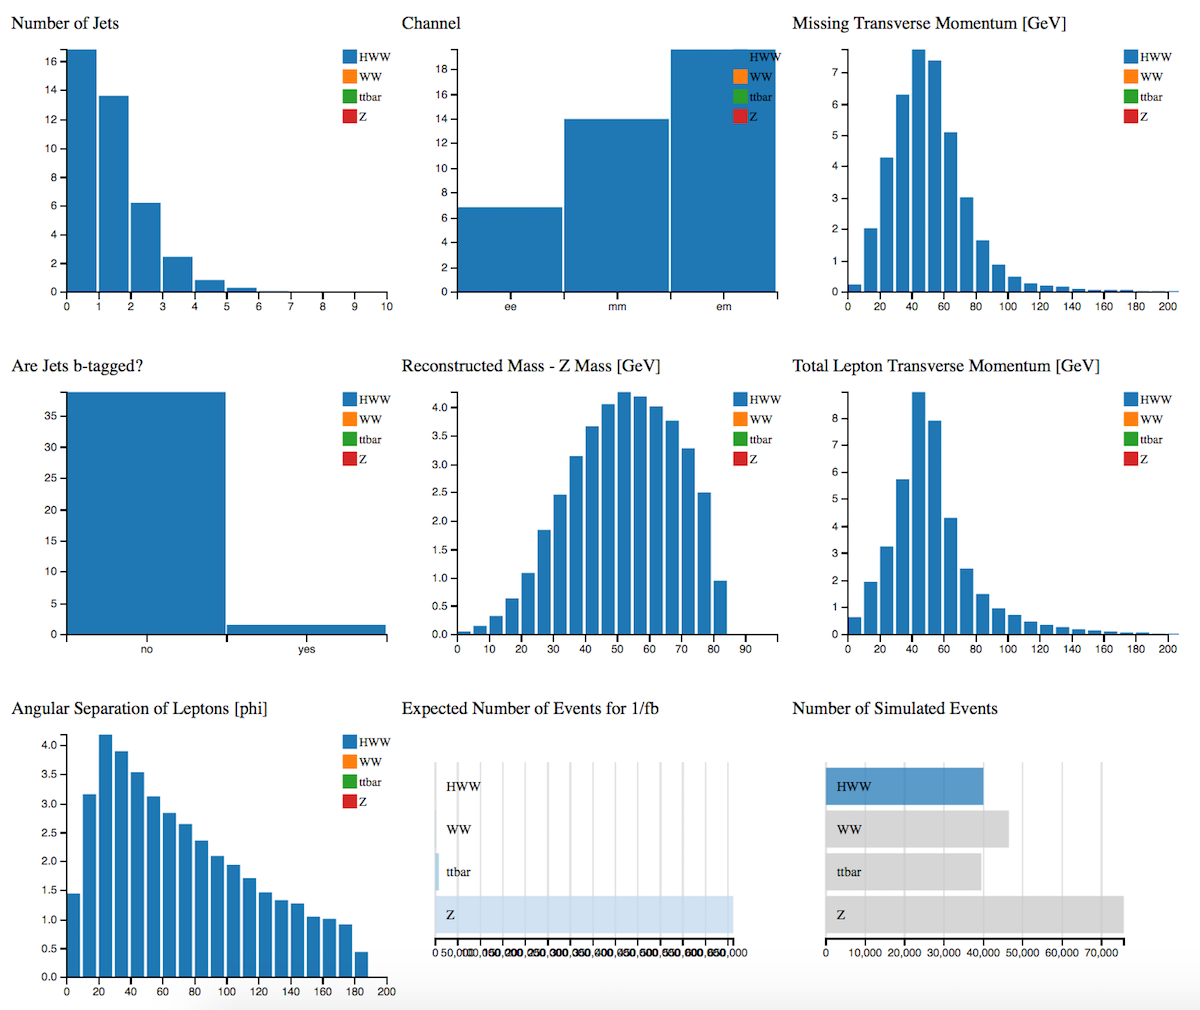 Number of Jets
16
14
12
10
8
6
4
2
0
0 1 2 3 4 5 6 7 8 9 10
HWW
WW
ttbar
Z
Channel
18
16
14
12
10
8
6
4
2
0
ee mm em
HWW
WW
ttbar
Z
Missing Transverse Momentum [GeV]
7
6
5
4
3
2
1
0
0 20 40 60 80 100 120 140 160 180 200
HWW
WW
ttbar
Z
Are Jets b-tagged?
35
30
25
20
15
10
5
0
no yes
HWW
WW
ttbar
Z
Reconstructed Mass - Z Mass [GeV]
4.0
3.5
3.0
2.5
2.0
1.5
1.0
0.5
0.0
0 10 20 30 40 50 60 70 80 90
HWW
WW
ttbar
Z
Total Lepton Transverse Momentum [GeV]
8
7
6
5
4
3
2
1
0
0 20 40 60 80 100 120 140 160 180 200
HWW
WW
ttbar
Z
Angular Separation of Leptons [phi]
4.0
3.5
3.0
2.5
2.0
1.5
1.0
0.5
0.0
0 20 40 60 80 100 120 140 160 180 200
HWW
WW
ttbar
Z
Expected Number of Events for 1/fb
HWW
WW
ttbar
Z
0
Number of Simulated Events
HWW
WW
ttbar
Z
0 10,000 20,000 30,000 40,000 50,000 60,000 70,000